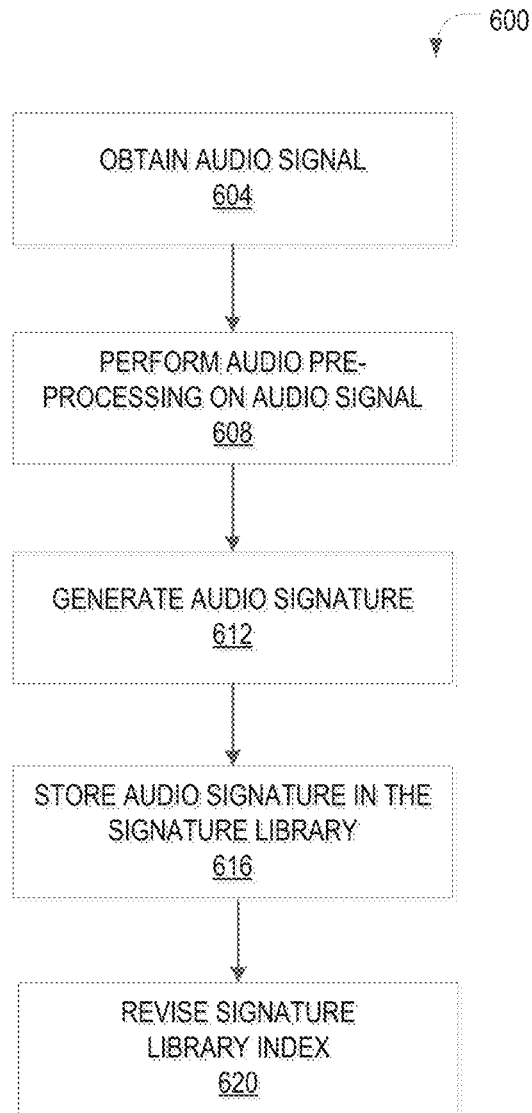 600
OBTAIN AUDIO SIGNAL
604
PERFORM AUDIO PRE-
PROCESSING ON AUDIO SIGNAL
608
GENERATE AUDIO SIGNATURE
612
STORE AUDIO SIGNATURE IN THE
SIGNATURE LIBRARY
616
REVISE SIGNATURE
LIBRARY INDEX
620